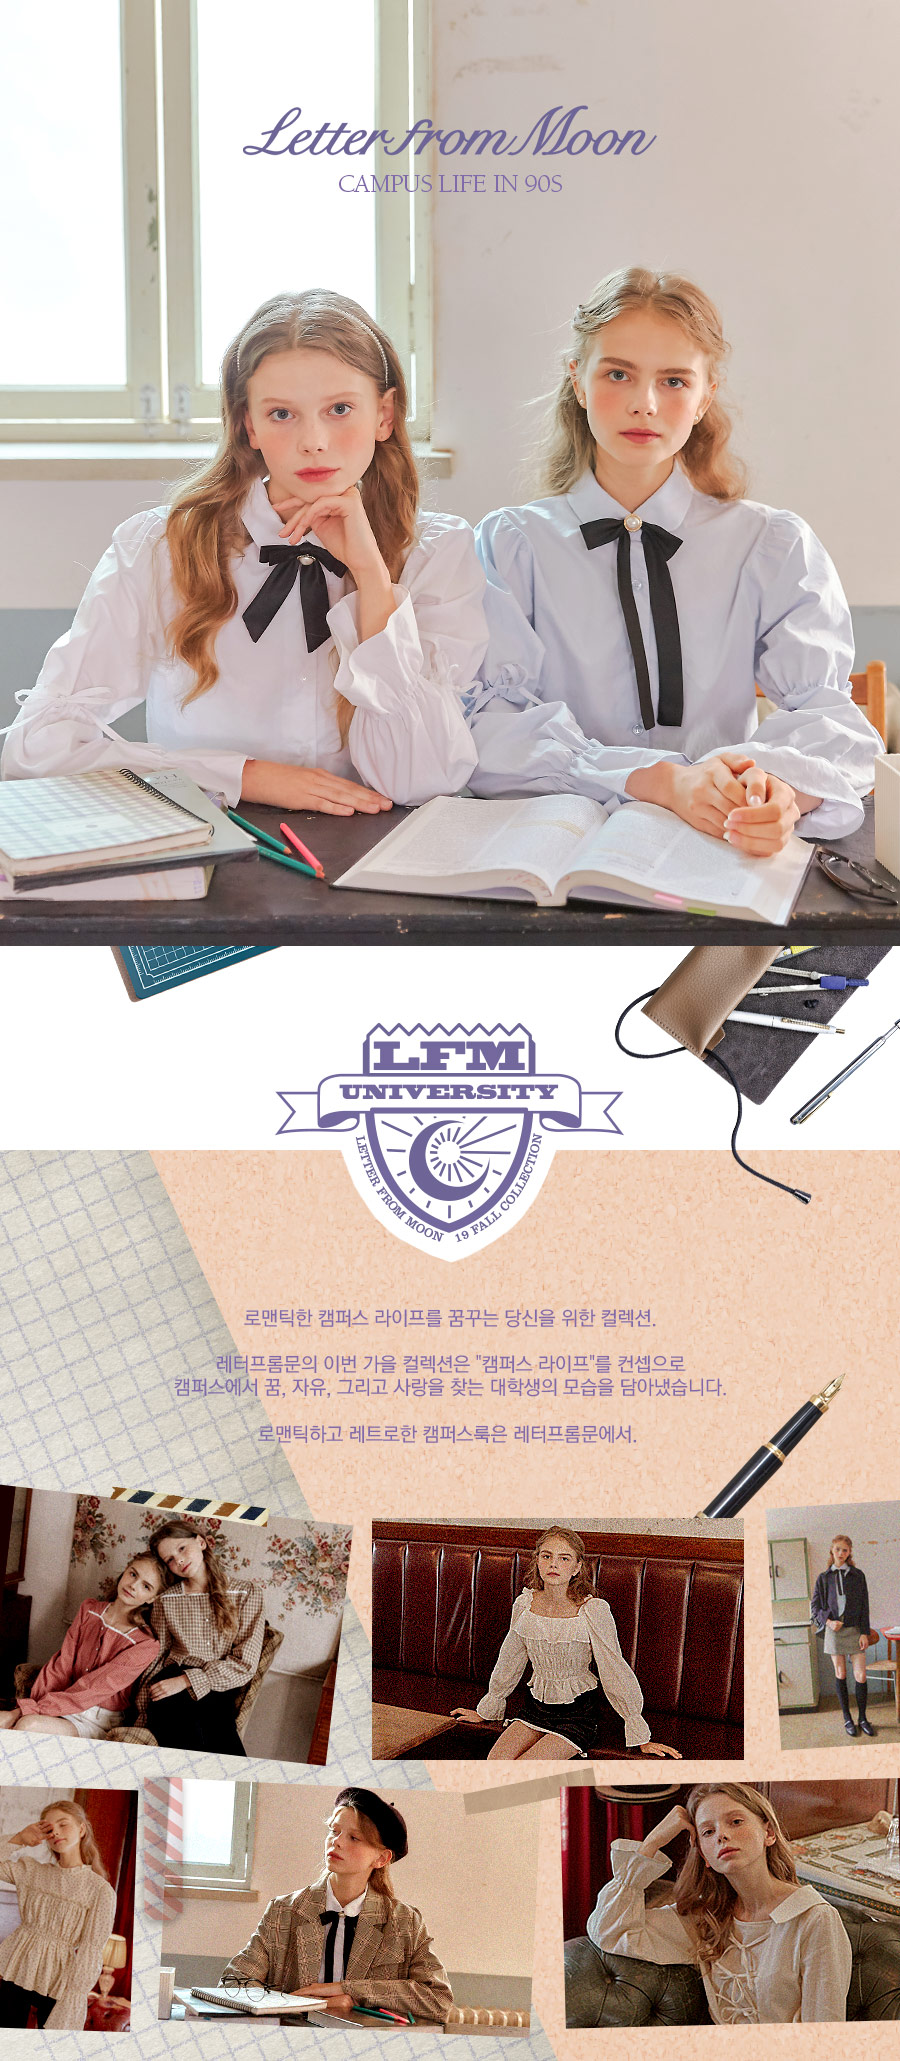 Letter from Moon
CAMPUS LIFE IN 90S
LFM
UNIVERSITY
LETTER FROM MOON 19 FALL COLLECTION
로맨틱한 캠퍼스 라이프를 꿈꾸는 당신을 위한 컬렉션.
레터프롬문의 이번 가을 컬렉션은 "캠퍼스 라이프"를 컨셉으로
캠퍼스에서 꿈, 자유, 그리고 사랑을 찾는 대학생의 모습을 담아냈습니다.
로맨틱하고 레트로한 캠퍼스룩은 레터프롬문에서.